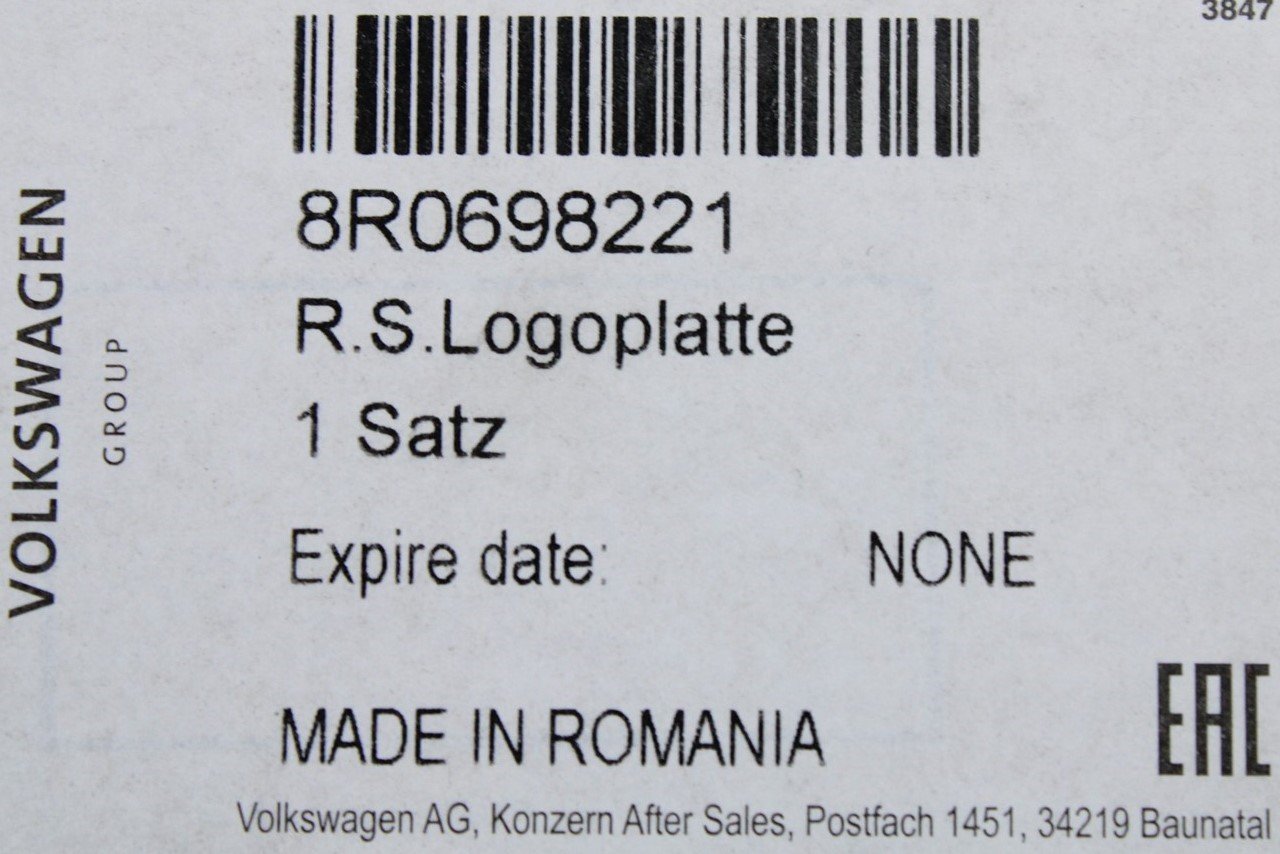 3847
8R0698221
R.S.Logoplatte
1 Satz
Expire date: NONE
MADE IN ROMANIA
EAC
Volkswagen AG, Konzern After Sales, Postfach 1451, 34219 Baunatal
VOLKSWAGEN
GROUP